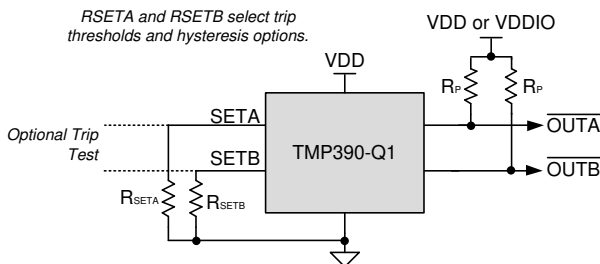 RSETA and RSETB select trip
thresholds and hysteresis options.
VDD or VDDIO
VDD
RP
RP
SETA
OUTA
Optional Trip
Test
TMP390-Q1
SETB
OUTB
RSETA
RSETB